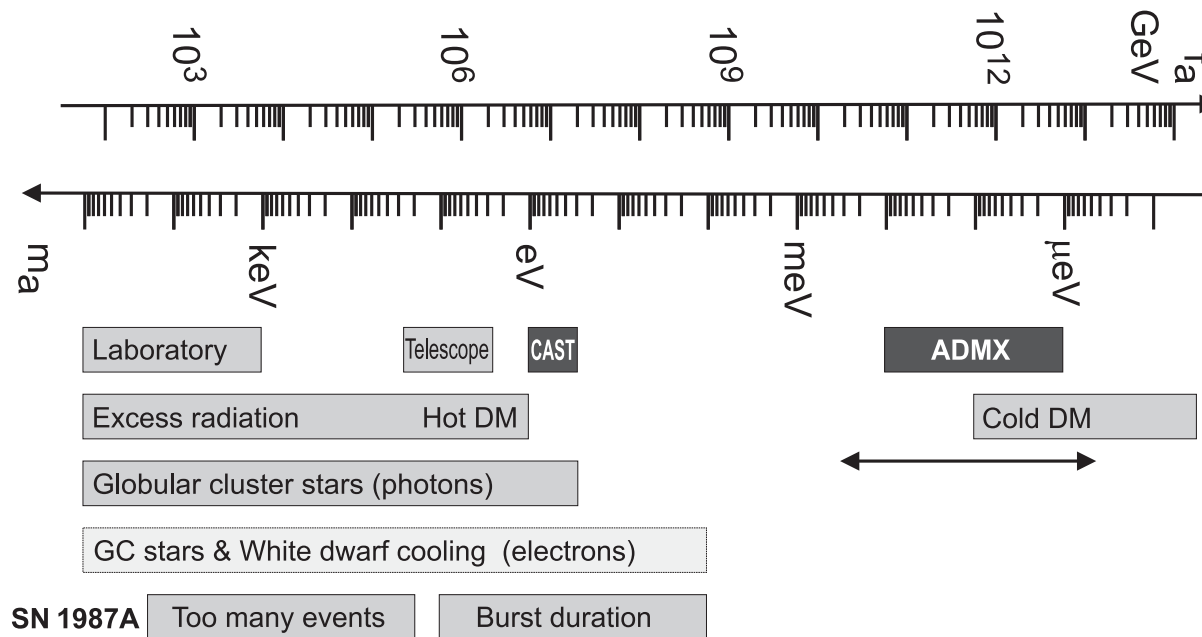 10³ 10⁶ 10⁹ 10¹² GeV fa
ma keV eV meV μeV
Laboratory Telescope CAST ADMX
Excess radiation Hot DM Cold DM
Globular cluster stars (photons)
GC stars & White dwarf cooling (electrons)
SN 1987A Too many events Burst duration